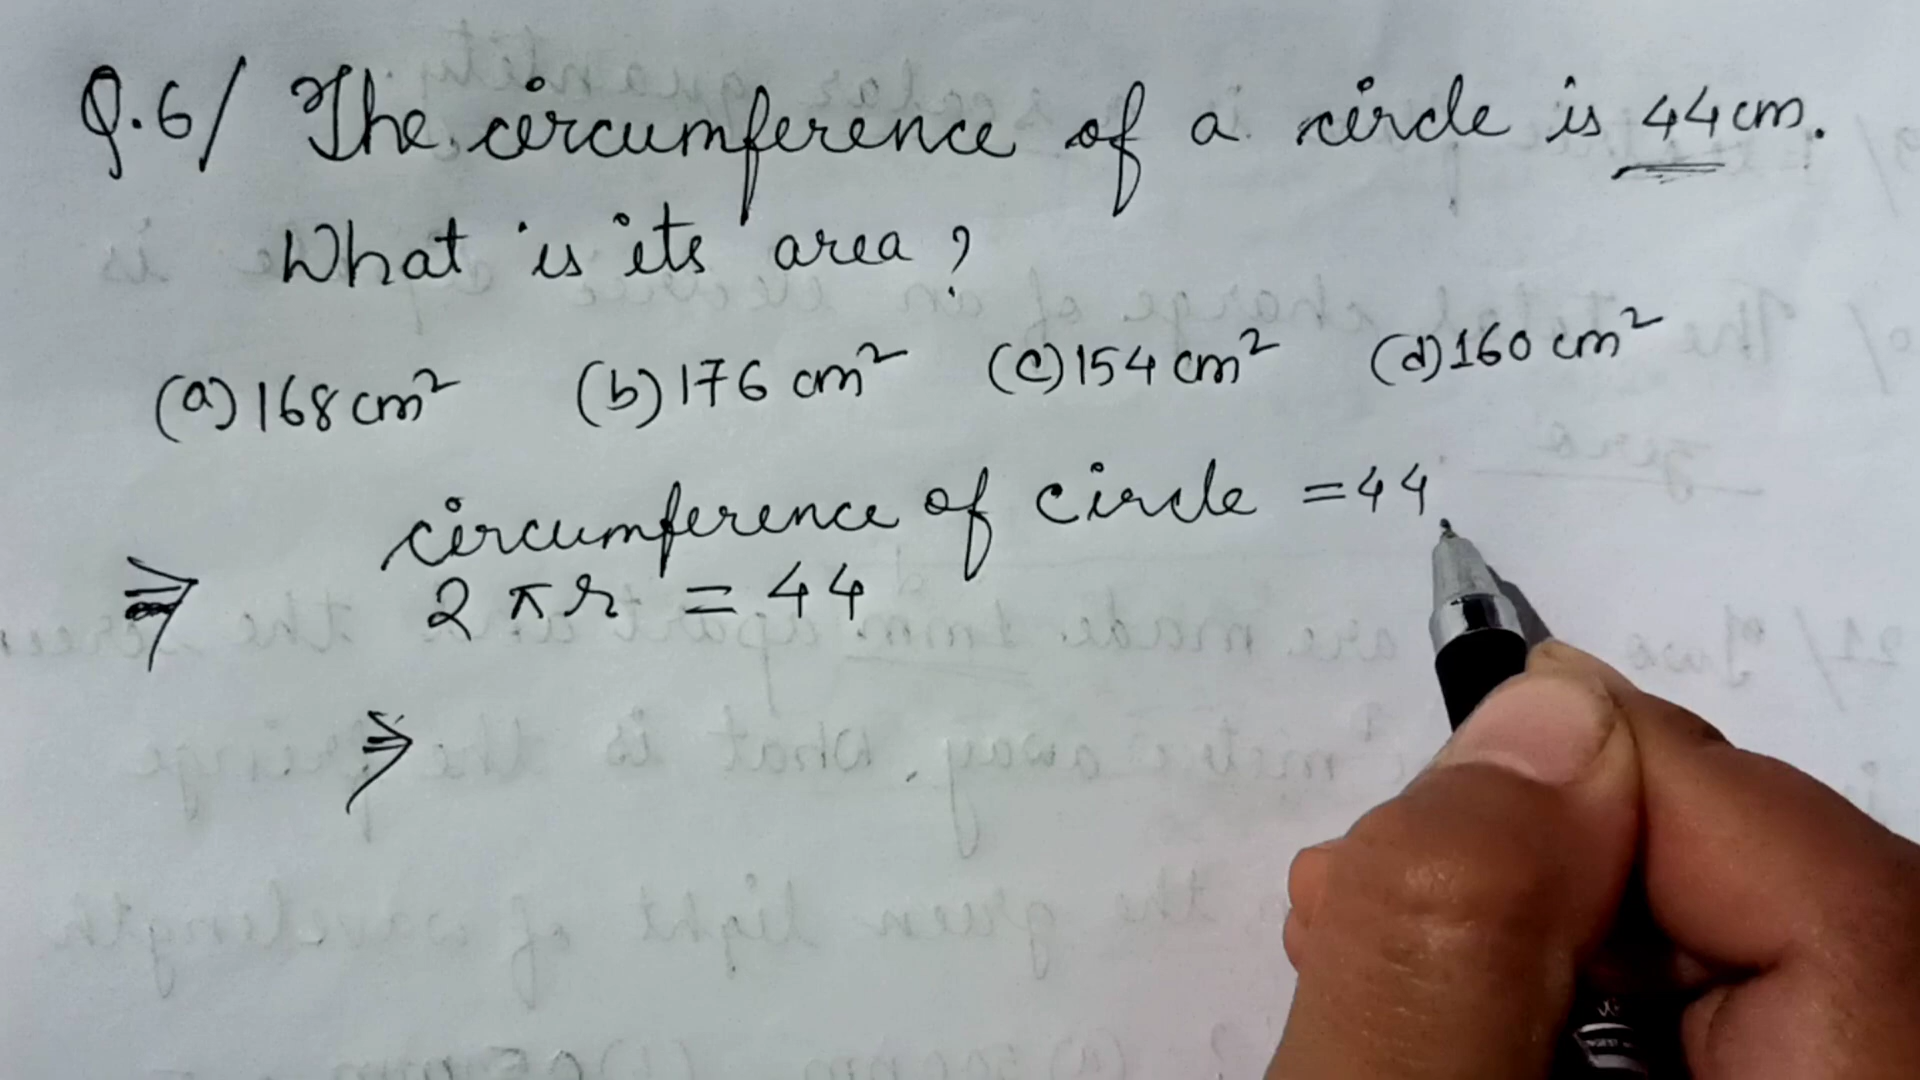 Q.6/ The circumference of a circle is 44cm.
What is its area?
(a) 168 cm² (b) 176 cm² (c) 154 cm² (d) 160 cm²
circumference of circle = 44
⇒ 2πr = 44
⇒